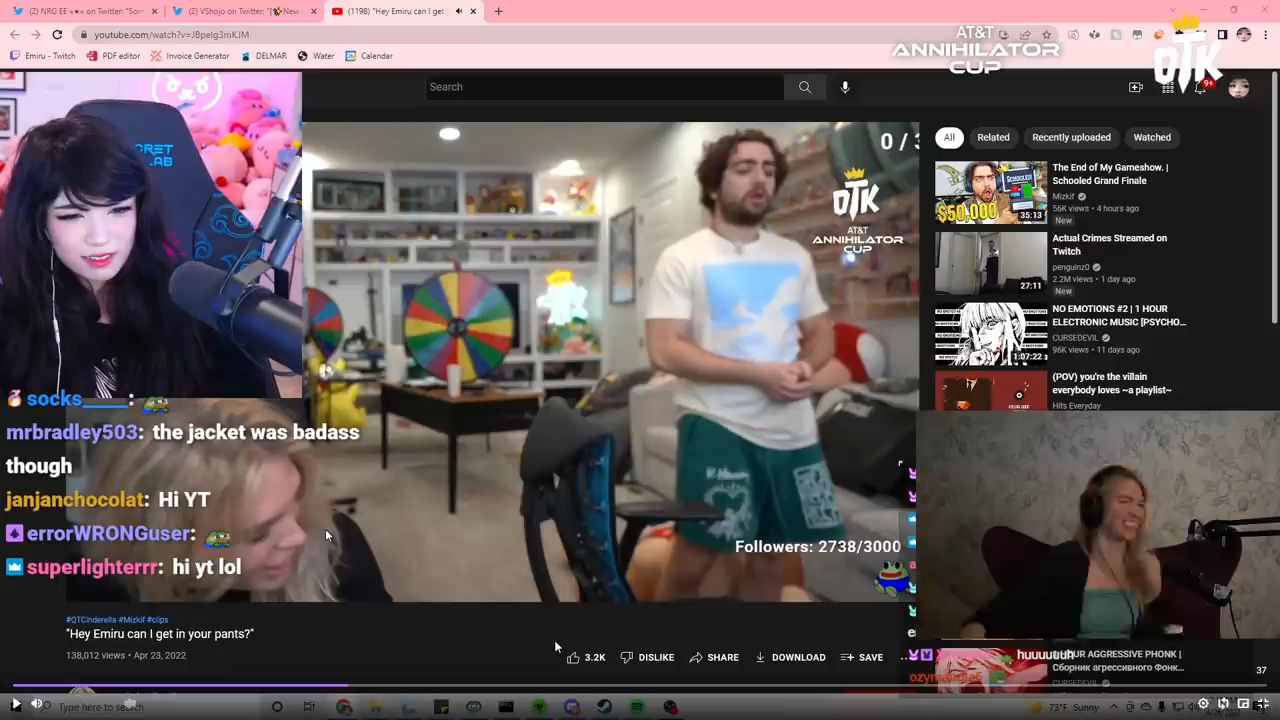 (2) NRG EE »★« on Twitter: "Som
(2) VShojo on Twitter: "[ New
(1198) "Hey Emiru can I get
youtube.com/watch?v=JBpeIg3mKJM
Emiru - Twitch
PDF editor
Invoice Generator
DELMAR
Water
Calendar
AT&T
ANNIHILATOR
CUP
OTK
Search
9+
SECRET
LAB
0 / 3
OTK
AT&T
ANNIHILATOR
CUP
All
Related
Recently uploaded
Watched
The End of My Gameshow. |
Schooled Grand Finale
Mizkif
56K views • 4 hours ago
New
$50,000
35:13
Actual Crimes Streamed on
Twitch
penguinz0
2.2M views • 1 day ago
New
27:11
NO EMOTIONS #2 | 1 HOUR
ELECTRONIC MUSIC [PSYCHO...
CURSEDEVIL
96K views • 11 days ago
1:07:22
(POV) you're the villain
everybody loves ~a playlist~
Hits Everyday
socks_____:
mrbradley503: the jacket was badass
though
janjanchocolat: Hi YT
errorWRONGuser:
superlighterrr: hi yt lol
Followers: 2738/3000
#QTCinderella #Mizkif #clips
"Hey Emiru can I get in your pants?"
138,012 views • Apr 23, 2022
3.2K
DISLIKE
SHARE
DOWNLOAD
SAVE
huuuuuuh
AGGRESSIVE PHONK |
Сборник агрессивного Фонк...
CURSEDEVIL
37
Type here to search
73°F Sunny